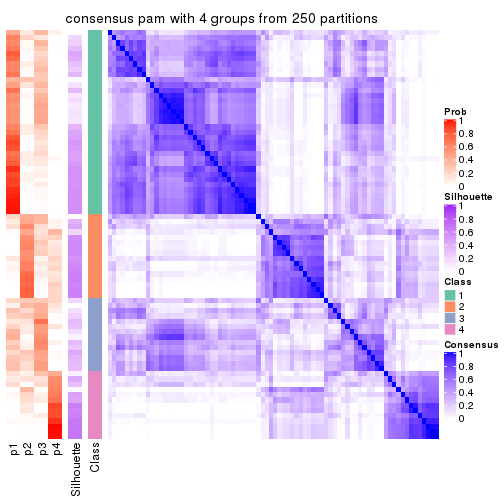 consensus pam with 4 groups from 250 partitions
Prob
1
0.8
0.6
0.4
0.2
0
Silhouette
1
0.8
0.6
0.4
0.2
0
Class
1
2
3
4
Consensus
1
0.8
0.6
0.4
0.2
0
p1
p2
p3
p4
Silhouette
Class